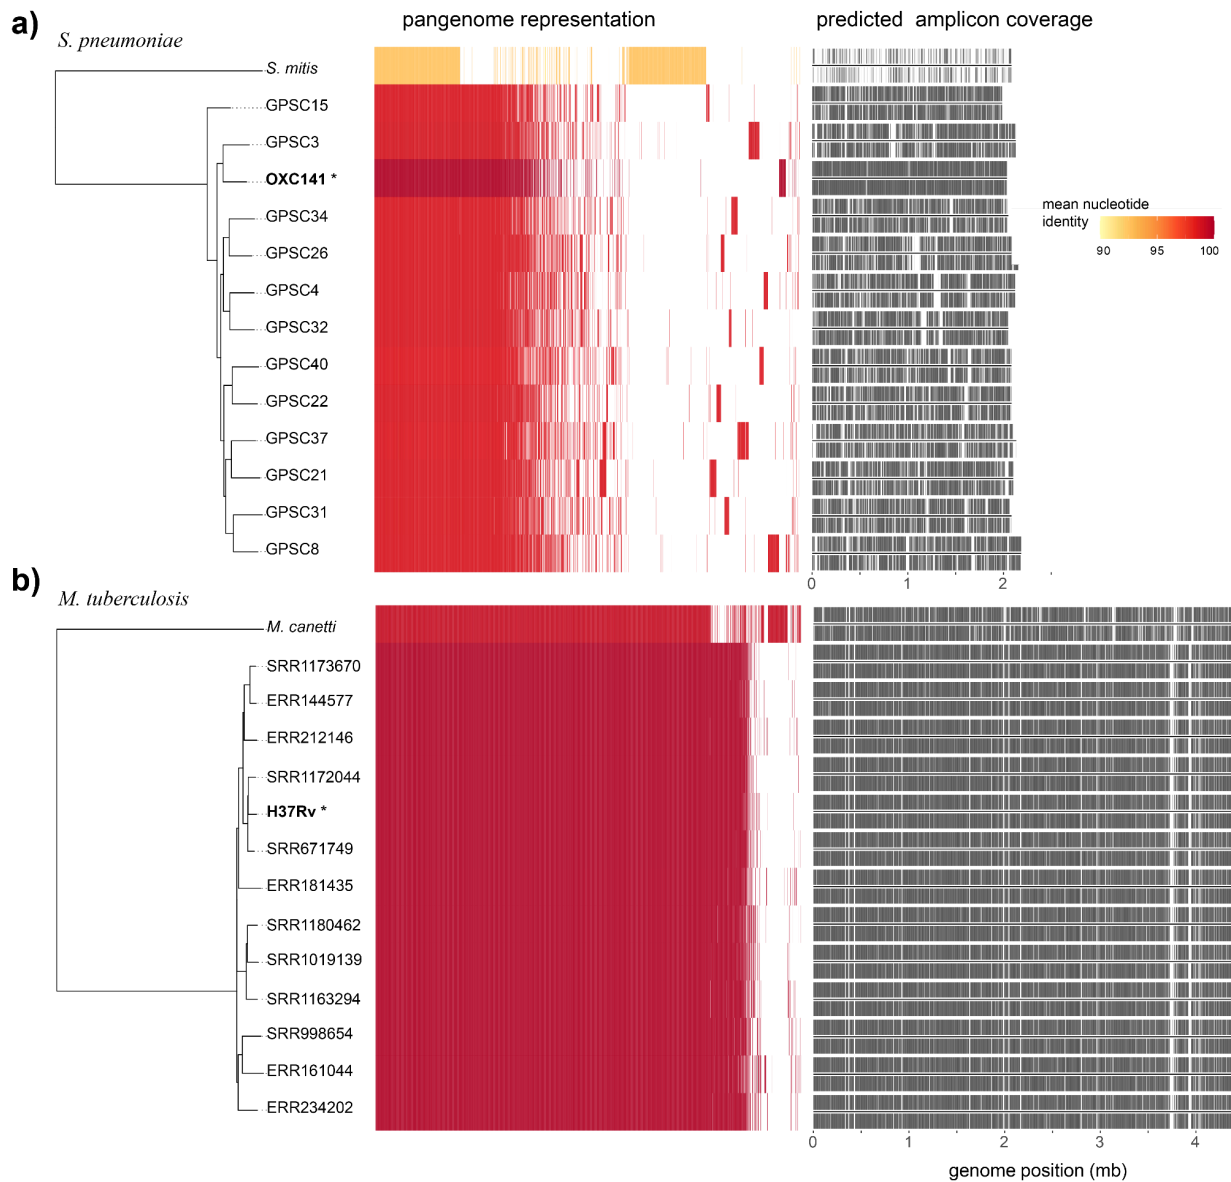 a)
pangenome representation
predicted amplicon coverage
S. pneumoniae
S. mitis
GPSC15
GPSC3
OXC141 *
GPSC34
GPSC26
GPSC4
GPSC32
GPSC40
GPSC22
GPSC37
GPSC21
GPSC31
GPSC8
mean nucleotide
identity
90 95 100
0 1 2
b)
M. tuberculosis
M. canetti
SRR1173670
ERR144577
ERR212146
SRR1172044
H37Rv *
SRR671749
ERR181435
SRR1180462
SRR1019139
SRR1163294
SRR998654
ERR161044
ERR234202
0 1 2 3 4
genome position (mb)